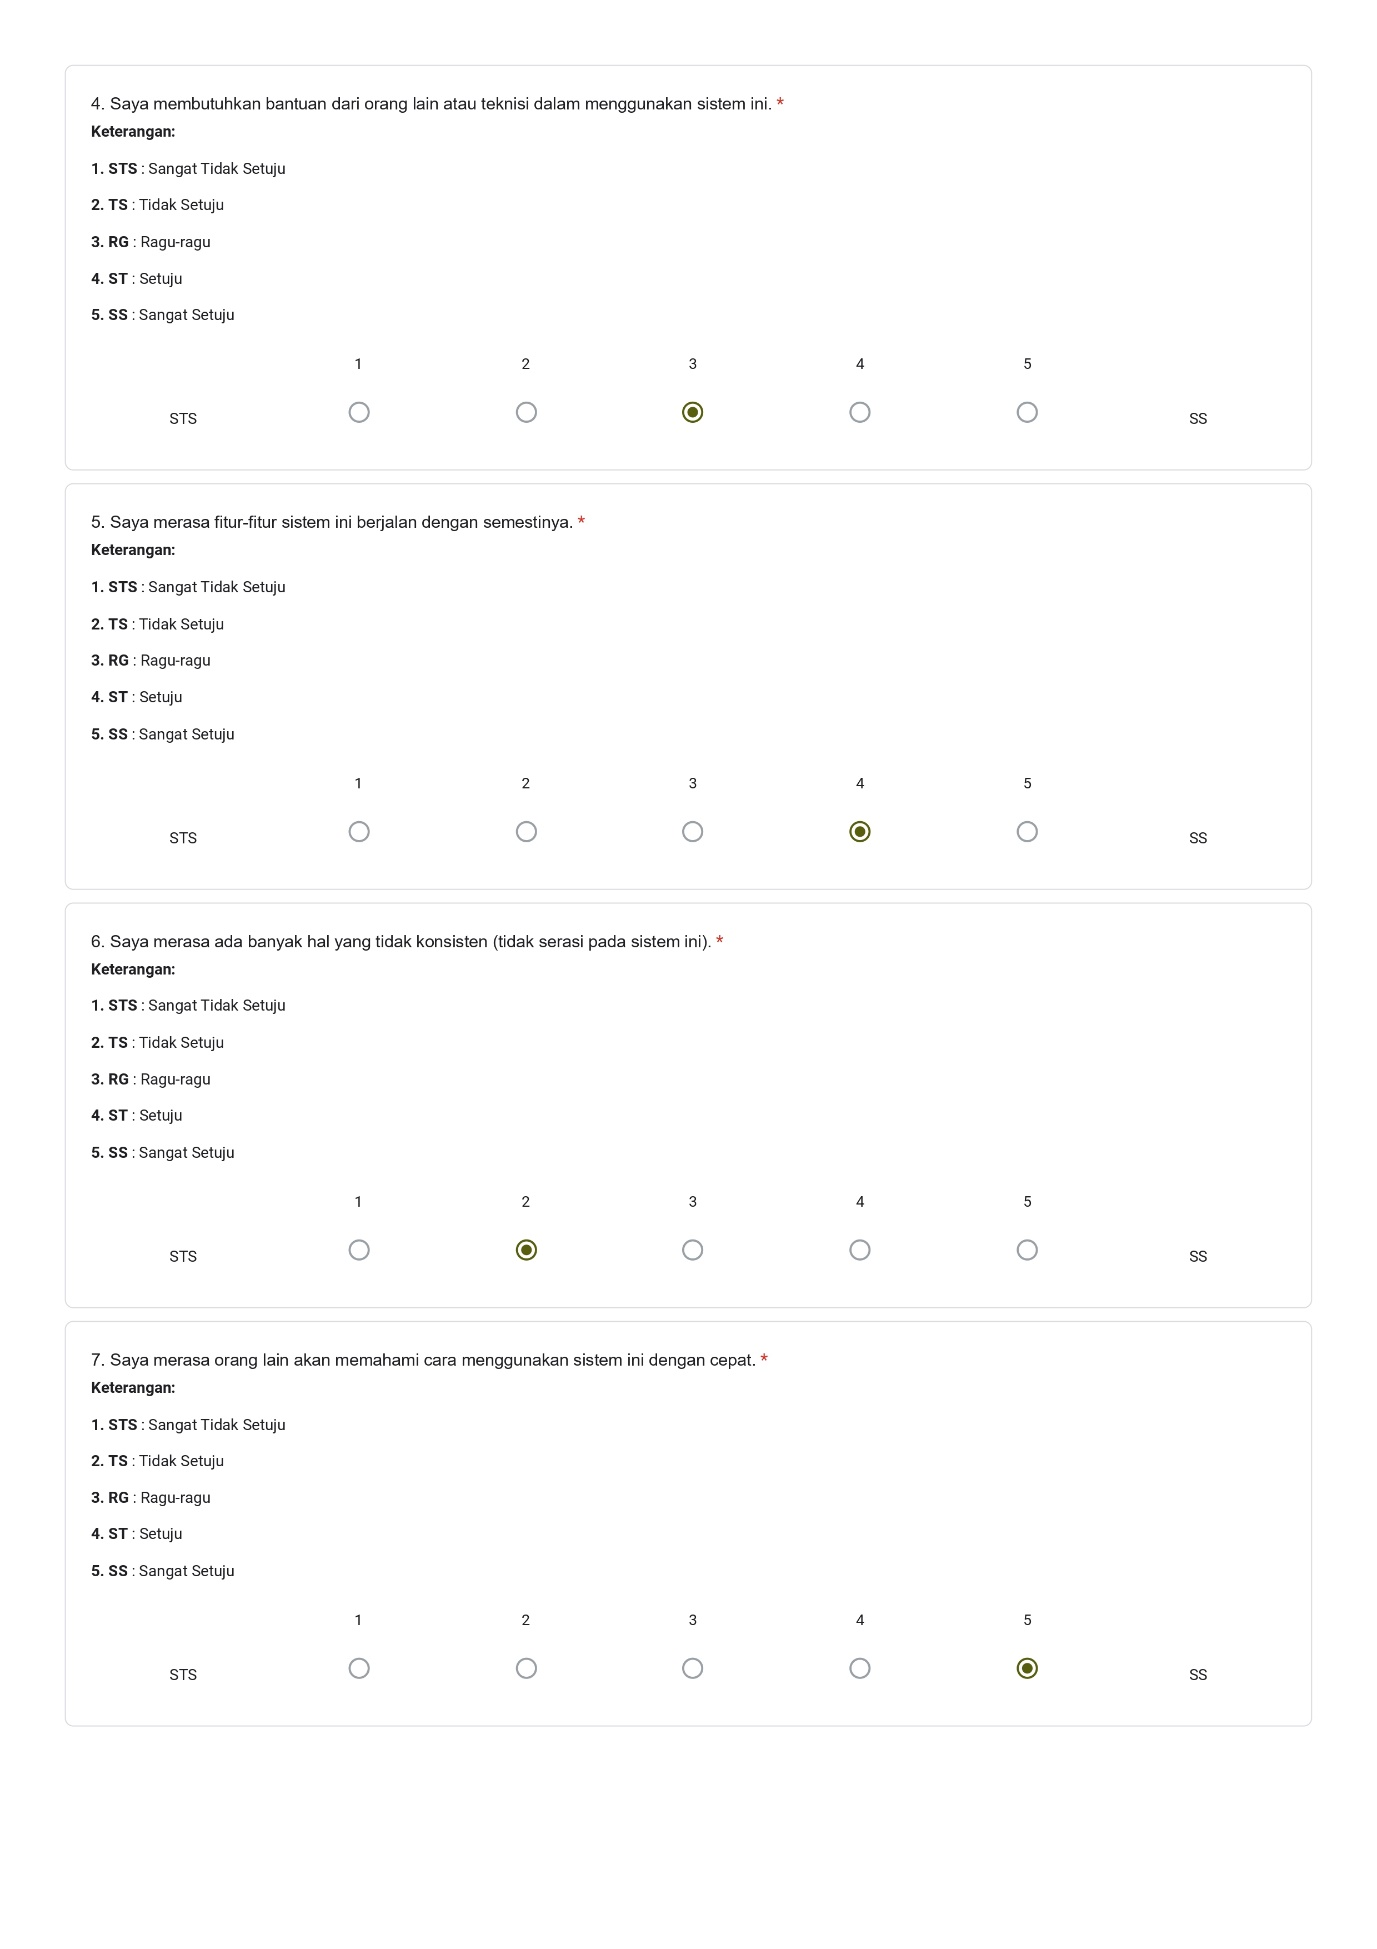 4. Saya membutuhkan bantuan dari orang lain atau teknisi dalam menggunakan sistem ini. *
Keterangan:
1. STS : Sangat Tidak Setuju
2. TS : Tidak Setuju
3. RG : Ragu-ragu
4. ST : Setuju
5. SS : Sangat Setuju
1 2 3 4 5
STS SS
5. Saya merasa fitur-fitur sistem ini berjalan dengan semestinya. *
Keterangan:
1. STS : Sangat Tidak Setuju
2. TS : Tidak Setuju
3. RG : Ragu-ragu
4. ST : Setuju
5. SS : Sangat Setuju
1 2 3 4 5
STS SS
6. Saya merasa ada banyak hal yang tidak konsisten (tidak serasi pada sistem ini). *
Keterangan:
1. STS : Sangat Tidak Setuju
2. TS : Tidak Setuju
3. RG : Ragu-ragu
4. ST : Setuju
5. SS : Sangat Setuju
1 2 3 4 5
STS SS
7. Saya merasa orang lain akan memahami cara menggunakan sistem ini dengan cepat. *
Keterangan:
1. STS : Sangat Tidak Setuju
2. TS : Tidak Setuju
3. RG : Ragu-ragu
4. ST : Setuju
5. SS : Sangat Setuju
1 2 3 4 5
STS SS